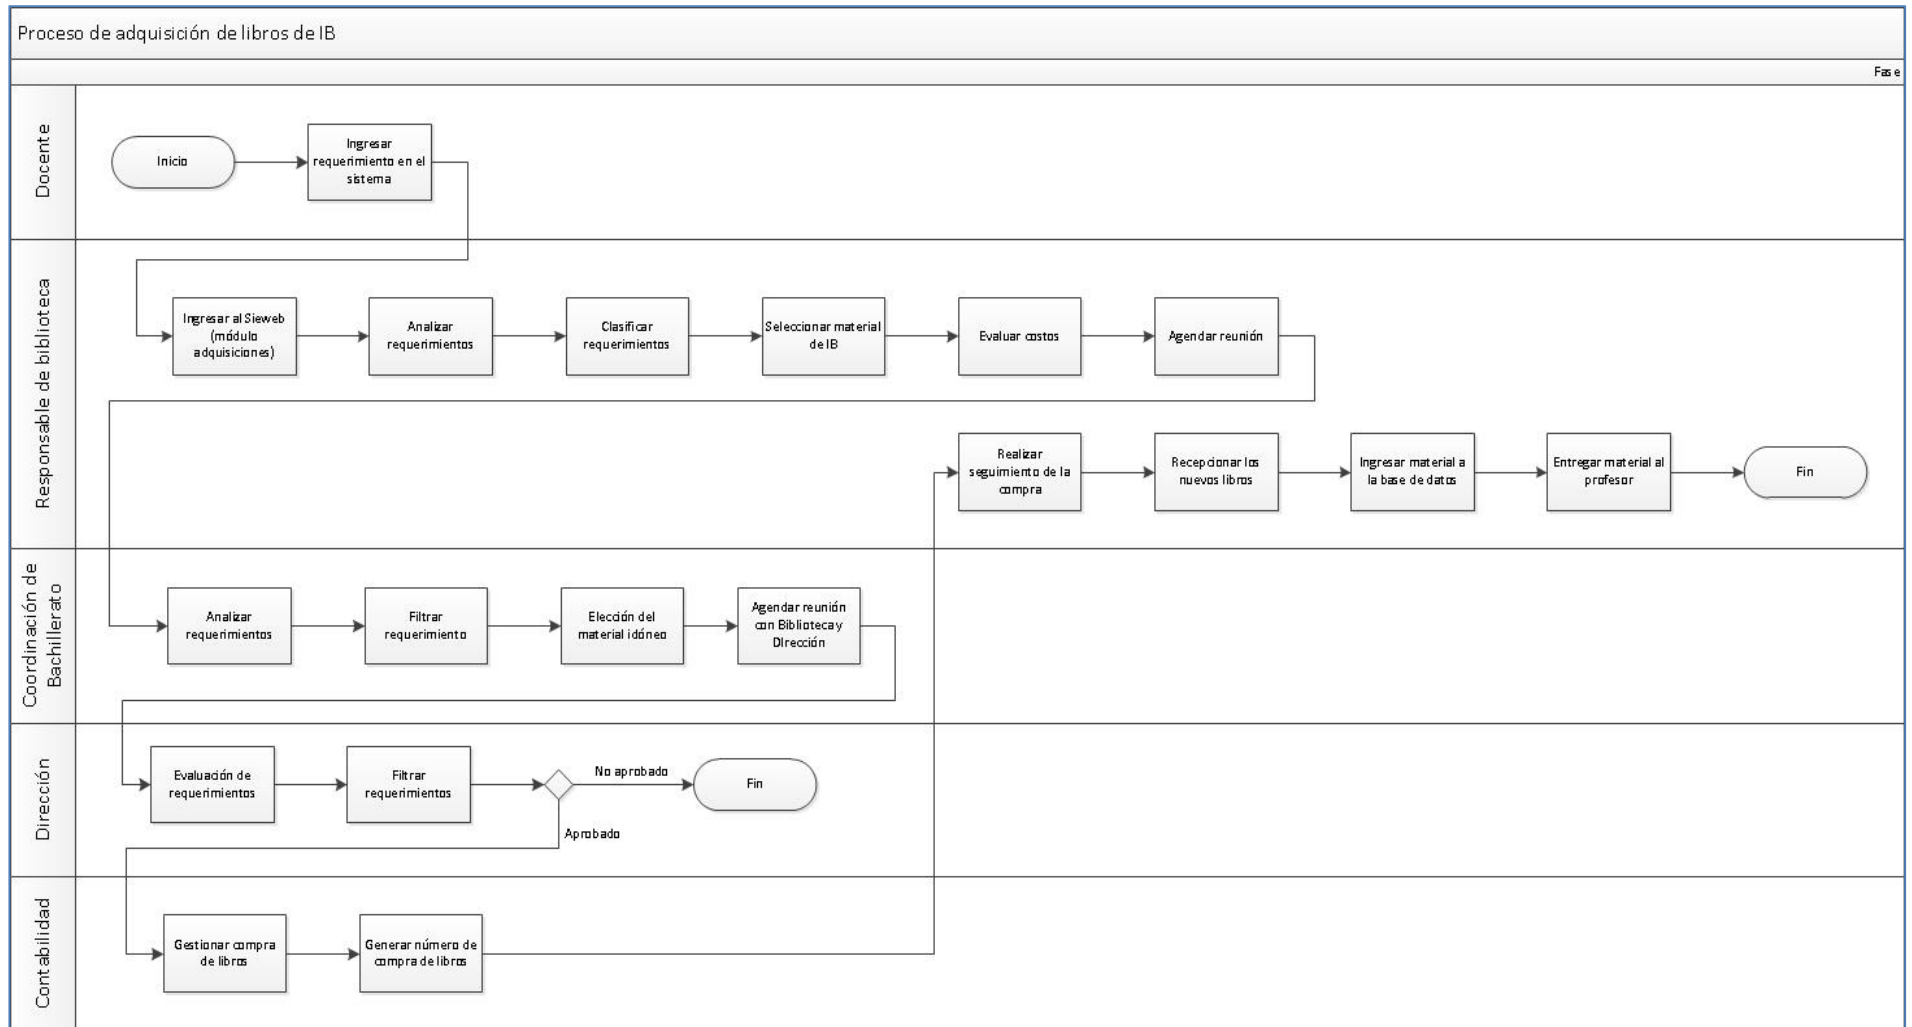 Proceso de adquisición de libros de IB
Fase
Docente
Inicio
Ingresar
requerimiento en el
sistema
Responsable de biblioteca
Ingresar al Sieweb
(módulo
adquisiciones)
Analizar
requerimientos
Clasificar
requerimientos
Seleccionar material
de IB
Evaluar costos
Agendar reunión
Realizar
seguimiento de la
compra
Recepcionar los
nuevos libros
Ingresar material a
la base de datos
Entregar material al
profesor
Fin
Coordinación de
Bachillerato
Analizar
requerimientos
Filtrar
requerimiento
Elección del
material idóneo
Agendar reunión
con Biblioteca y
DIrección
Dirección
Evaluación de
requerimientos
Filtrar
requerimientos
No aprobado
Fin
Aprobado
Contabilidad
Gestionar compra
de libros
Generar número de
compra de libros